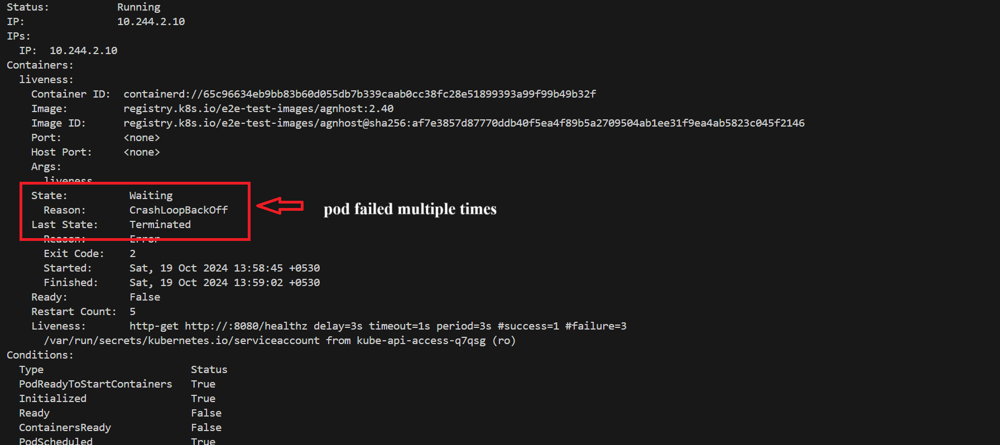 Status: Running
IP: 10.244.2.10
IPs:
IP: 10.244.2.10
Containers:
liveness:
Container ID: containerd://65c96634eb9bb83b60d055db7b339caab0cc38fc28e51899393a99f99b49b32f
Image: registry.k8s.io/e2e-test-images/agnhost:2.40
Image ID: registry.k8s.io/e2e-test-images/agnhost@sha256:af7e3857d87770ddb40f5ea4f89b5a2709504ab1ee31f9ea4ab5823c045f2146
Port: <none>
Host Port: <none>
Args:
liveness
State: Waiting
Reason: CrashLoopBackOff
Last State: Terminated
pod failed multiple times
Reason: Error
Exit Code: 2
Started: Sat, 19 Oct 2024 13:58:45 +0530
Finished: Sat, 19 Oct 2024 13:59:02 +0530
Ready: False
Restart Count: 5
Liveness: http-get http://:8080/healthz delay=3s timeout=1s period=3s #success=1 #failure=3
/var/run/secrets/kubernetes.io/serviceaccount from kube-api-access-q7qsg (ro)
Conditions:
Type Status
PodReadyToStartContainers True
Initialized True
Ready False
ContainersReady False
PodScheduled True